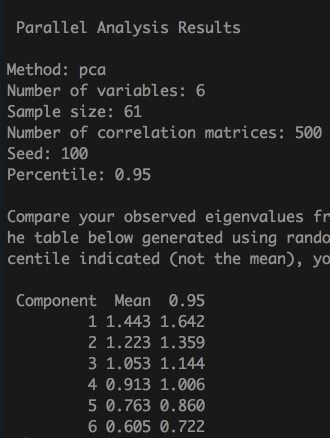 Parallel Analysis Results
Method: pca
Number of variables: 6
Sample size: 61
Number of correlation matrices: 500
Seed: 100
Percentile: 0.95
Compare your observed eigenvalues fr
he table below generated using rando
centile indicated (not the mean), yo
Component Mean 0.95
1 1.443 1.642
2 1.223 1.359
3 1.053 1.144
4 0.913 1.006
5 0.763 0.860
6 0.605 0.722